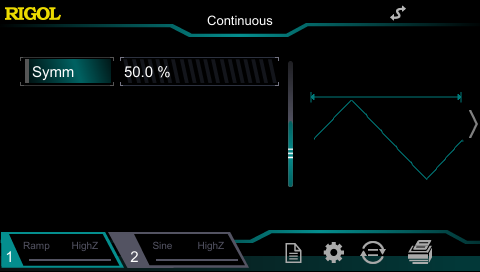 RIGOL
Continuous
Symm 50.0 %
Ramp HighZ
1
Sine HighZ
2